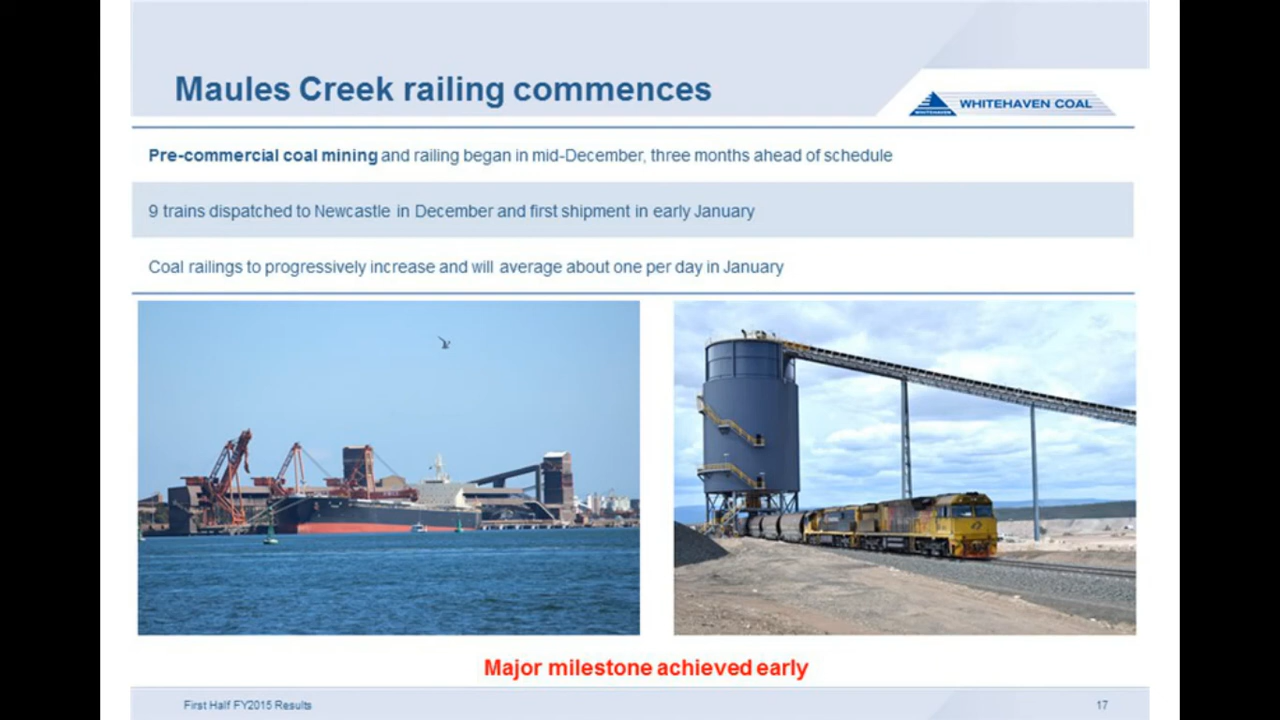 Maules Creek railing commences
WHITEHAVEN
WHITEHAVEN COAL
Pre-commercial coal mining and railing began in mid-December, three months ahead of schedule
9 trains dispatched to Newcastle in December and first shipment in early January
Coal railings to progressively increase and will average about one per day in January
Major milestone achieved early
First Half FY2015 Results
17